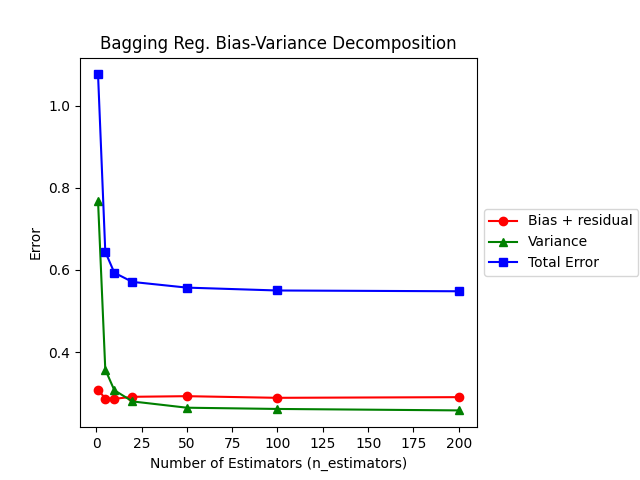 Bagging Reg. Bias-Variance Decomposition
1.0
0.8
0.6
0.4
Error
0 25 50 75 100 125 150 175 200
Number of Estimators (n_estimators)
Bias + residual
Variance
Total Error